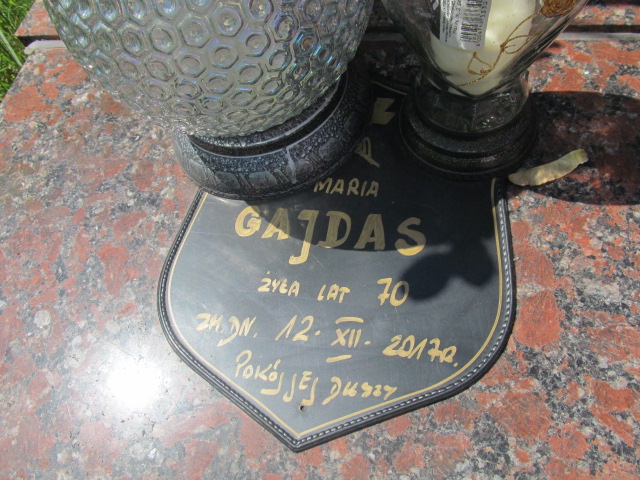 MARIA
GAJDAS
ŻYŁA LAT 70
ZM. DN. 12. XII. 2017R.
POKÓJ JEJ DUSZY